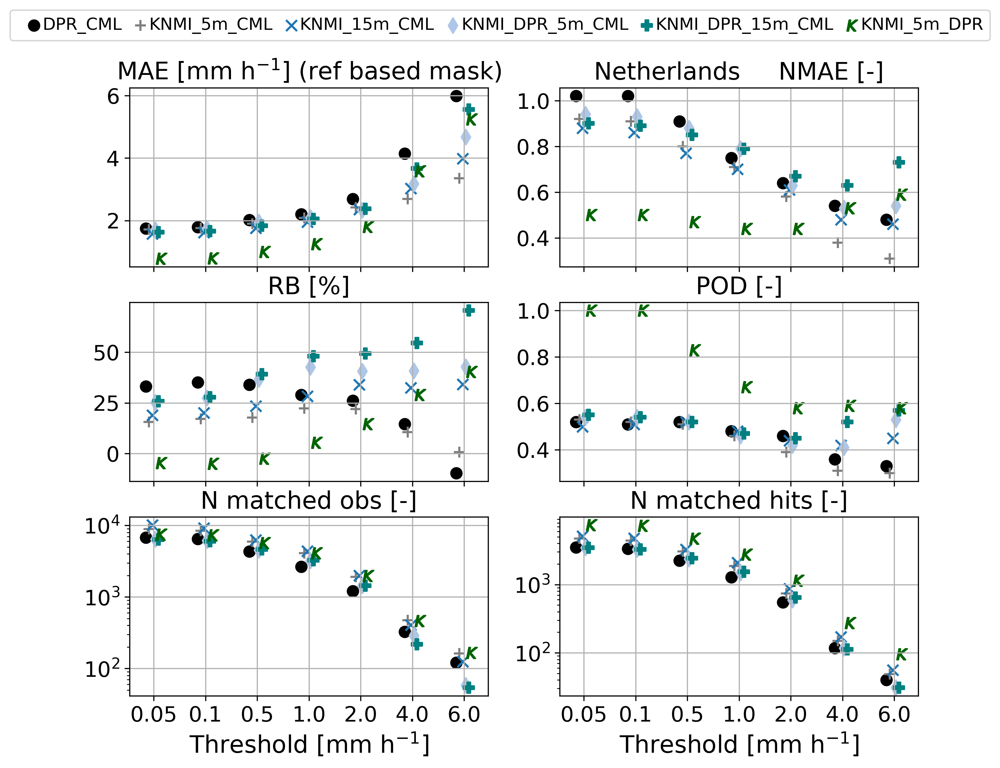 DPR_CML KNMI_5m_CML KNMI_15m_CML KNMI_DPR_5m_CML KNMI_DPR_15m_CML KNMI_5m_DPR
MAE [mm h⁻¹] (ref based mask)
6
4
2
Netherlands NMAE [-]
1.0
0.8
0.6
0.4
RB [%]
50
25
0
POD [-]
1.0
0.8
0.6
0.4
N matched obs [-]
10⁴
10³
10²
0.05 0.1 0.5 1.0 2.0 4.0 6.0
Threshold [mm h⁻¹]
N matched hits [-]
10³
10²
0.05 0.1 0.5 1.0 2.0 4.0 6.0
Threshold [mm h⁻¹]